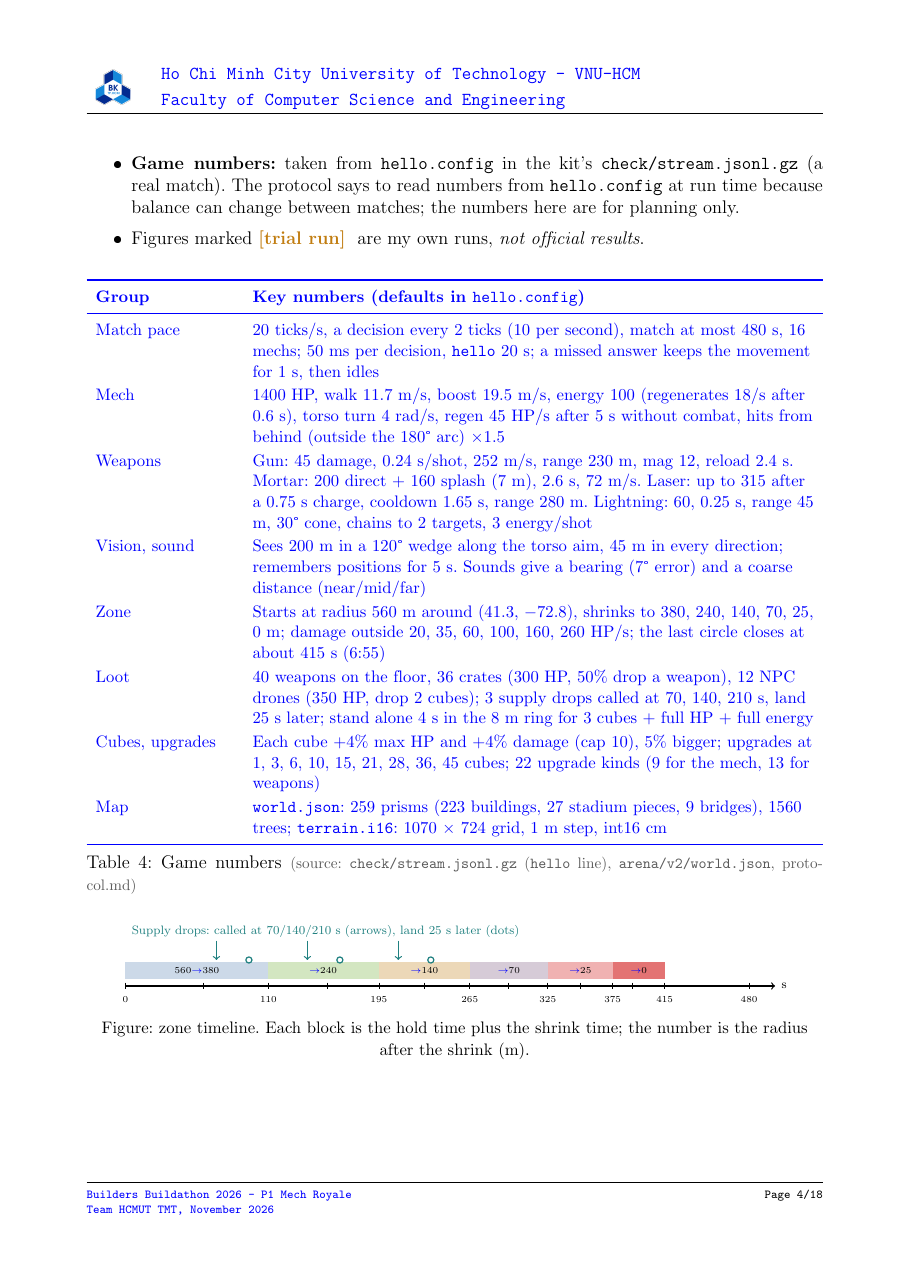 Ho Chi Minh City University of Technology - VNU-HCM
Faculty of Computer Science and Engineering
BK
• Game numbers: taken from hello.config in the kit's check/stream.jsonl.gz (a
real match). The protocol says to read numbers from hello.config at run time because
balance can change between matches; the numbers here are for planning only.
• Figures marked [trial run] are my own runs, not official results.
Group Key numbers (defaults in hello.config)
Match pace 20 ticks/s, a decision every 2 ticks (10 per second), match at most 480 s, 16
mechs; 50 ms per decision, hello 20 s; a missed answer keeps the movement
for 1 s, then idles
Mech 1400 HP, walk 11.7 m/s, boost 19.5 m/s, energy 100 (regenerates 18/s after
0.6 s), torso turn 4 rad/s, regen 45 HP/s after 5 s without combat, hits from
behind (outside the 180° arc) ×1.5
Weapons Gun: 45 damage, 0.24 s/shot, 252 m/s, range 230 m, mag 12, reload 2.4 s.
Mortar: 200 direct + 160 splash (7 m), 2.6 s, 72 m/s. Laser: up to 315 after
a 0.75 s charge, cooldown 1.65 s, range 280 m. Lightning: 60, 0.25 s, range 45
m, 30° cone, chains to 2 targets, 3 energy/shot
Vision, sound Sees 200 m in a 120° wedge along the torso aim, 45 m in every direction;
remembers positions for 5 s. Sounds give a bearing (7° error) and a coarse
distance (near/mid/far)
Zone Starts at radius 560 m around (41.3, −72.8), shrinks to 380, 240, 140, 70, 25,
0 m; damage outside 20, 35, 60, 100, 160, 260 HP/s; the last circle closes at
about 415 s (6:55)
Loot 40 weapons on the floor, 36 crates (300 HP, 50% drop a weapon), 12 NPC
drones (350 HP, drop 2 cubes); 3 supply drops called at 70, 140, 210 s, land
25 s later; stand alone 4 s in the 8 m ring for 3 cubes + full HP + full energy
Cubes, upgrades Each cube +4% max HP and +4% damage (cap 10), 5% bigger; upgrades at
1, 3, 6, 10, 15, 21, 28, 36, 45 cubes; 22 upgrade kinds (9 for the mech, 13 for
weapons)
Map world.json: 259 prisms (223 buildings, 27 stadium pieces, 9 bridges), 1560
trees; terrain.i16: 1070 × 724 grid, 1 m step, int16 cm
Table 4: Game numbers (source: check/stream.jsonl.gz (hello line), arena/v2/world.json, proto-
col.md)
Supply drops: called at 70/140/210 s (arrows), land 25 s later (dots)
560→380 →240 →140 →70 →25 →0
s
0 110 195 265 325 375 415 480
Figure: zone timeline. Each block is the hold time plus the shrink time; the number is the radius
after the shrink (m).
Builders Buildathon 2026 - P1 Mech Royale Page 4/18
Team HCMUT TMT, November 2026